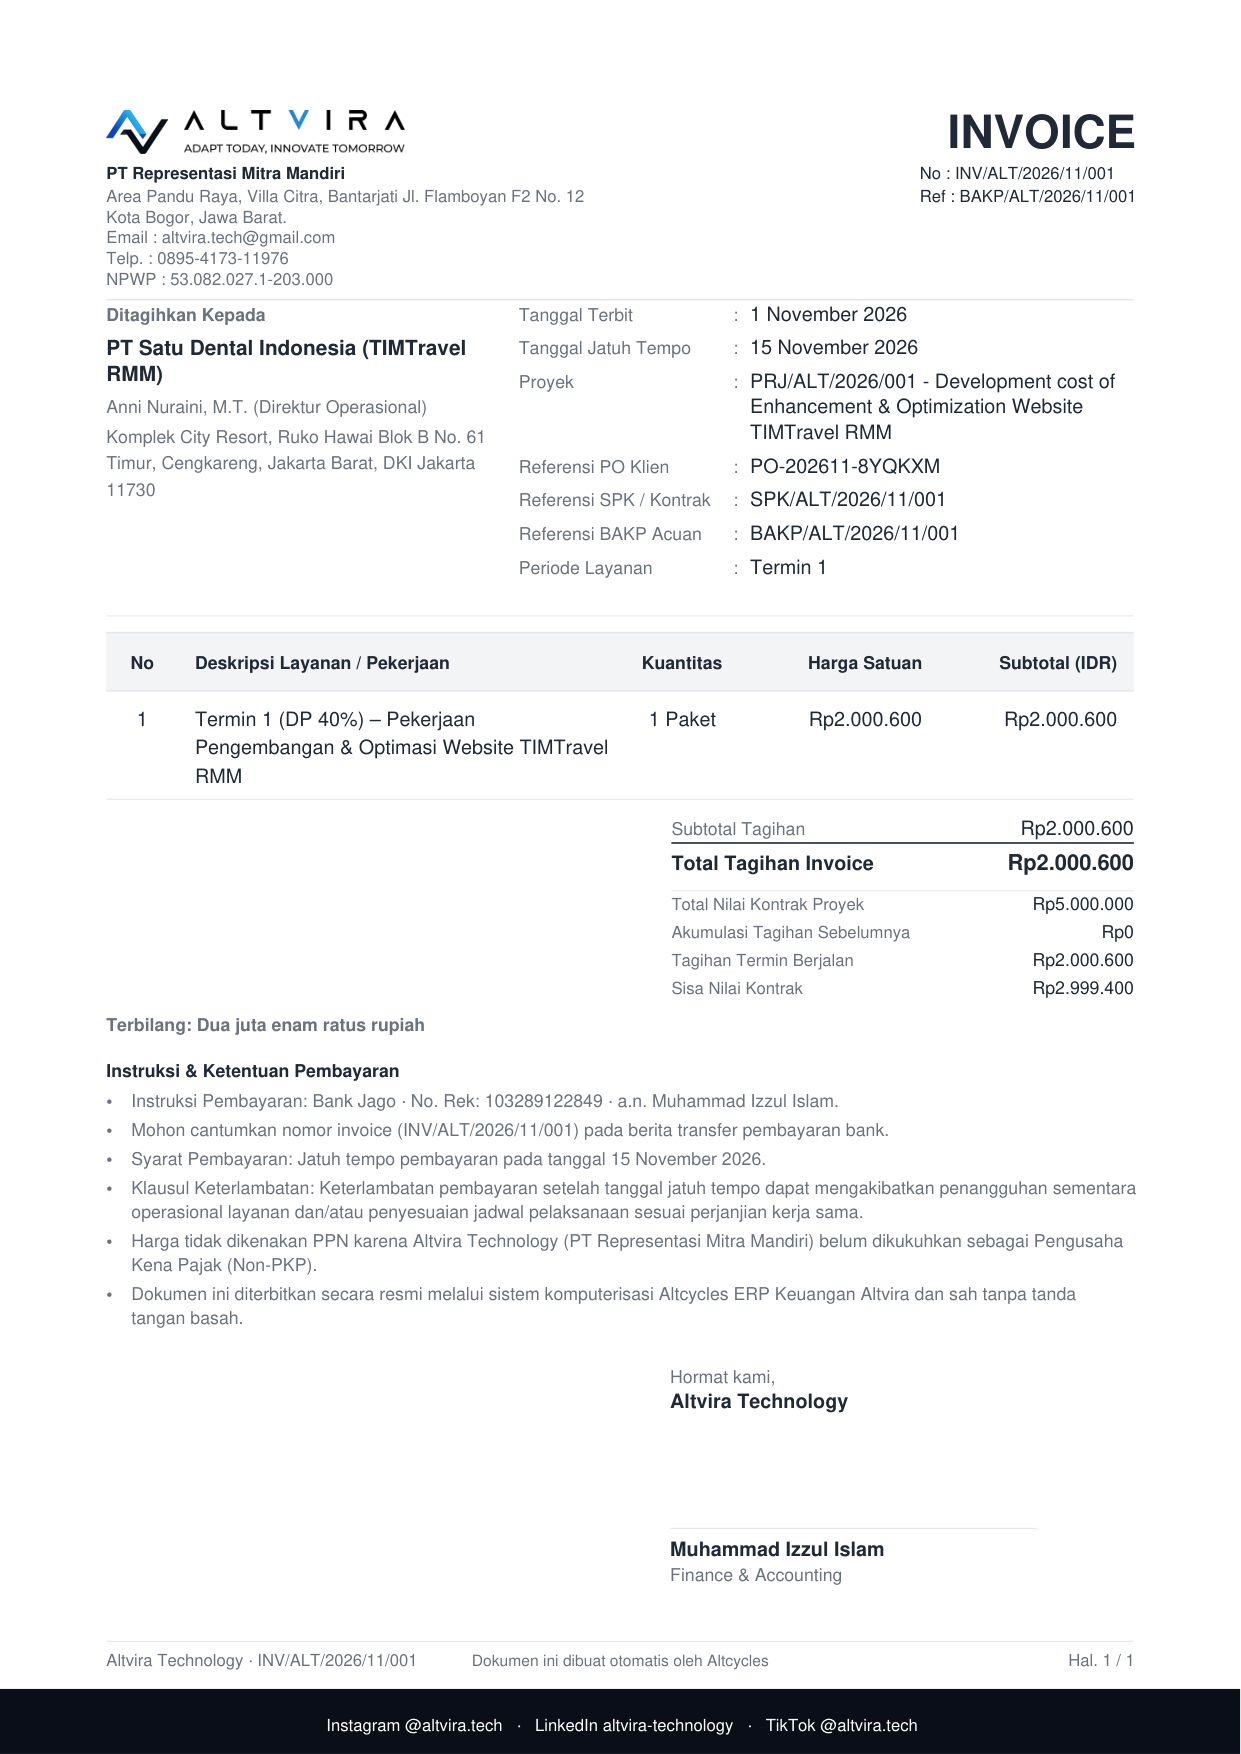 ALTVIRA
ADAPT TODAY, INNOVATE TOMORROW
INVOICE
PT Representasi Mitra Mandiri
No : INV/ALT/2026/11/001
Area Pandu Raya, Villa Citra, Bantarjati Jl. Flamboyan F2 No. 12
Ref : BAKP/ALT/2026/11/001
Kota Bogor, Jawa Barat.
Email : altvira.tech@gmail.com
Telp. : 0895-4173-11976
NPWP : 53.082.027.1-203.000
Ditagihkan Kepada
PT Satu Dental Indonesia (TIMTravel
RMM)
Anni Nuraini, M.T. (Direktur Operasional)
Komplek City Resort, Ruko Hawai Blok B No. 61
Timur, Cengkareng, Jakarta Barat, DKI Jakarta
11730
Tanggal Terbit : 1 November 2026
Tanggal Jatuh Tempo : 15 November 2026
Proyek : PRJ/ALT/2026/001 - Development cost of
Enhancement & Optimization Website
TIMTravel RMM
Referensi PO Klien : PO-202611-8YQKXM
Referensi SPK / Kontrak : SPK/ALT/2026/11/001
Referensi BAKP Acuan : BAKP/ALT/2026/11/001
Periode Layanan : Termin 1
No Deskripsi Layanan / Pekerjaan Kuantitas Harga Satuan Subtotal (IDR)
1 Termin 1 (DP 40%) – Pekerjaan 1 Paket Rp2.000.600 Rp2.000.600
Pengembangan & Optimasi Website TIMTravel
RMM
Subtotal Tagihan Rp2.000.600
Total Tagihan Invoice Rp2.000.600
Total Nilai Kontrak Proyek Rp5.000.000
Akumulasi Tagihan Sebelumnya Rp0
Tagihan Termin Berjalan Rp2.000.600
Sisa Nilai Kontrak Rp2.999.400
Terbilang: Dua juta enam ratus rupiah
Instruksi & Ketentuan Pembayaran
• Instruksi Pembayaran: Bank Jago · No. Rek: 103289122849 · a.n. Muhammad Izzul Islam.
• Mohon cantumkan nomor invoice (INV/ALT/2026/11/001) pada berita transfer pembayaran bank.
• Syarat Pembayaran: Jatuh tempo pembayaran pada tanggal 15 November 2026.
• Klausul Keterlambatan: Keterlambatan pembayaran setelah tanggal jatuh tempo dapat mengakibatkan penangguhan sementara
operasional layanan dan/atau penyesuaian jadwal pelaksanaan sesuai perjanjian kerja sama.
• Harga tidak dikenakan PPN karena Altvira Technology (PT Representasi Mitra Mandiri) belum dikukuhkan sebagai Pengusaha
Kena Pajak (Non-PKP).
• Dokumen ini diterbitkan secara resmi melalui sistem komputerisasi Altcycles ERP Keuangan Altvira dan sah tanpa tanda
tangan basah.
Hormat kami,
Altvira Technology
Muhammad Izzul Islam
Finance & Accounting
Altvira Technology · INV/ALT/2026/11/001 Dokumen ini dibuat otomatis oleh Altcycles Hal. 1 / 1
Instagram @altvira.tech · LinkedIn altvira-technology · TikTok @altvira.tech